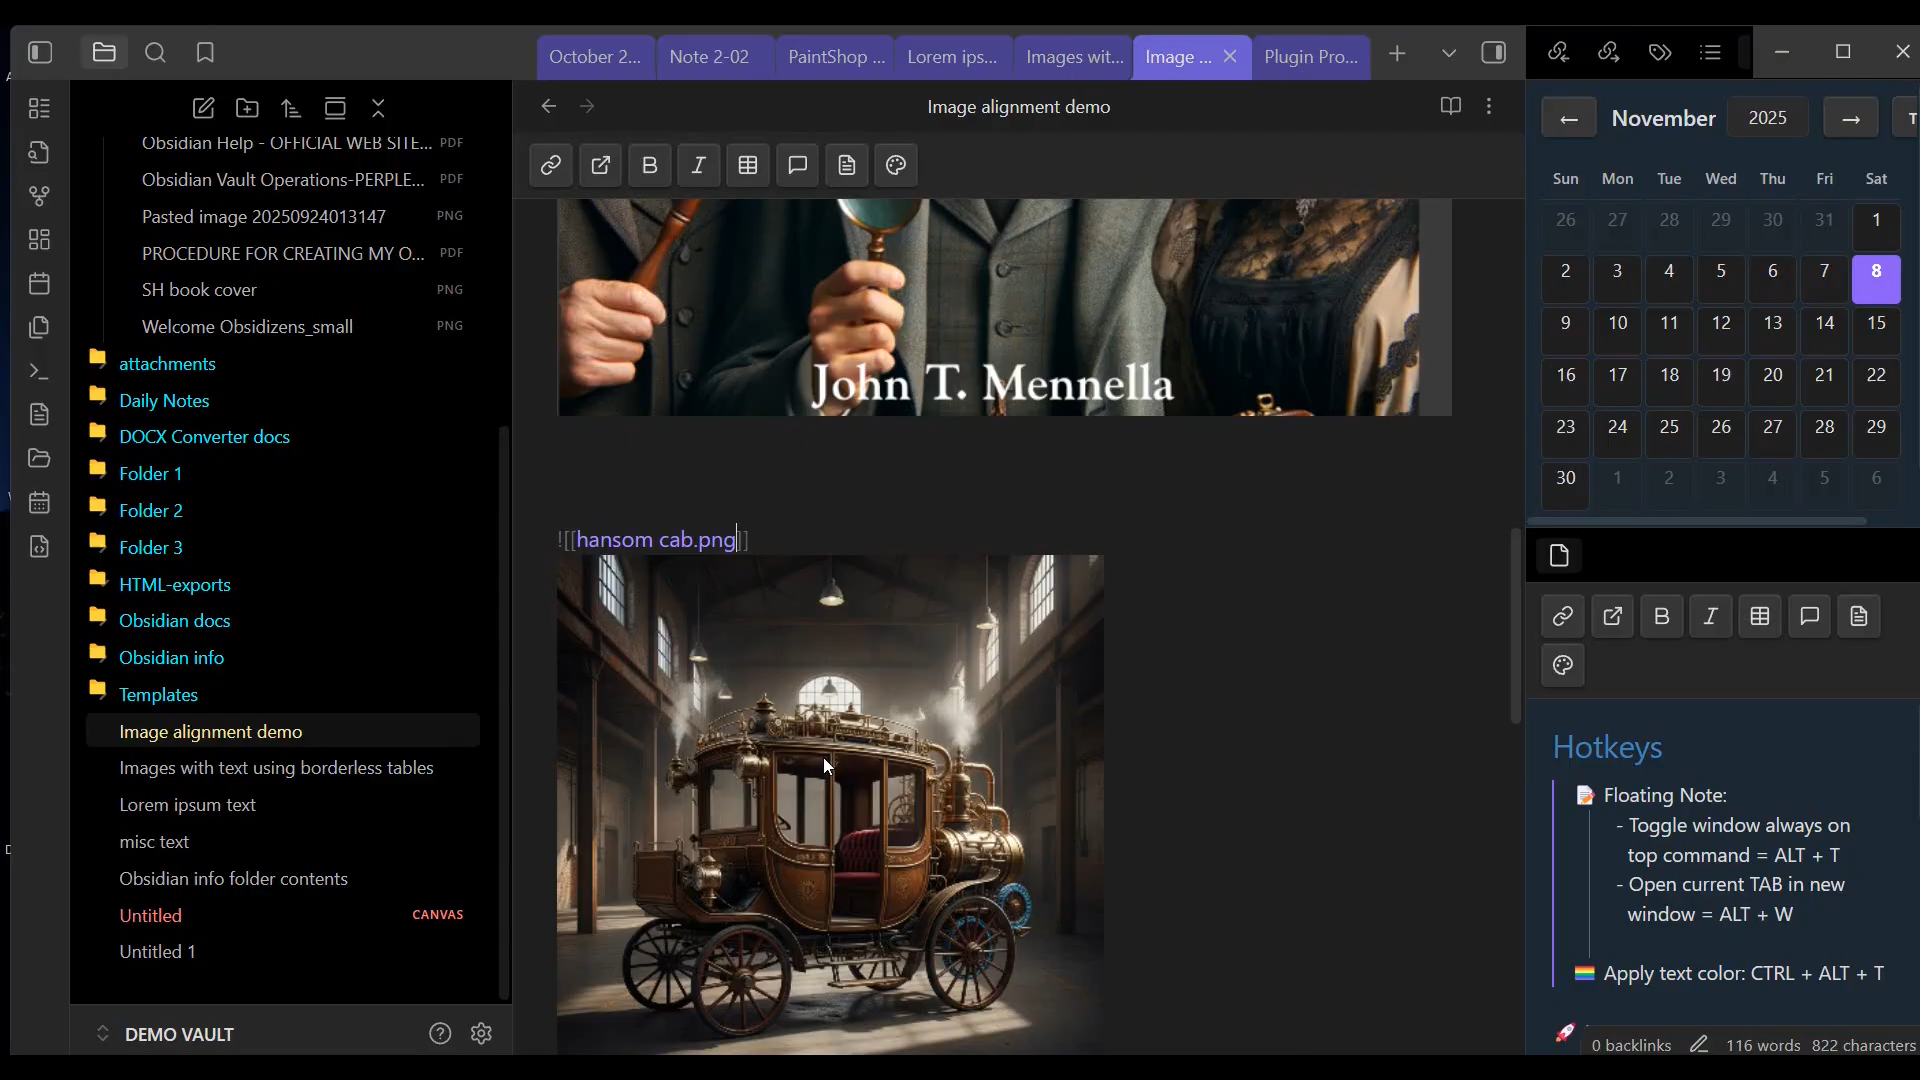 October 2...
Note 2-02
PaintShop ...
Lorem ips...
Images wit...
Image ...
Plugin Pro...
Image alignment demo
Obsidian Help - OFFICIAL WEB SITE... PDF
Obsidian Vault Operations-PERPLE... PDF
Pasted image 20250924013147 PNG
PROCEDURE FOR CREATING MY O... PDF
SH book cover PNG
Welcome Obsidizens_small PNG
attachments
Daily Notes
DOCX Converter docs
Folder 1
Folder 2
Folder 3
HTML-exports
Obsidian docs
Obsidian info
Templates
Image alignment demo
Images with text using borderless tables
Lorem ipsum text
misc text
Obsidian info folder contents
Untitled CANVAS
Untitled 1
DEMO VAULT
John T. Mennella
![[hansom cab.png]]
← November 2025 → T
Sun Mon Tue Wed Thu Fri Sat
26 27 28 29 30 31 1
2 3 4 5 6 7 8
9 10 11 12 13 14 15
16 17 18 19 20 21 22
23 24 25 26 27 28 29
30 1 2 3 4 5 6
Hotkeys
Floating Note:
- Toggle window always on
top command = ALT + T
- Open current TAB in new
window = ALT + W
Apply text color: CTRL + ALT + T
0 backlinks 116 words 822 characters